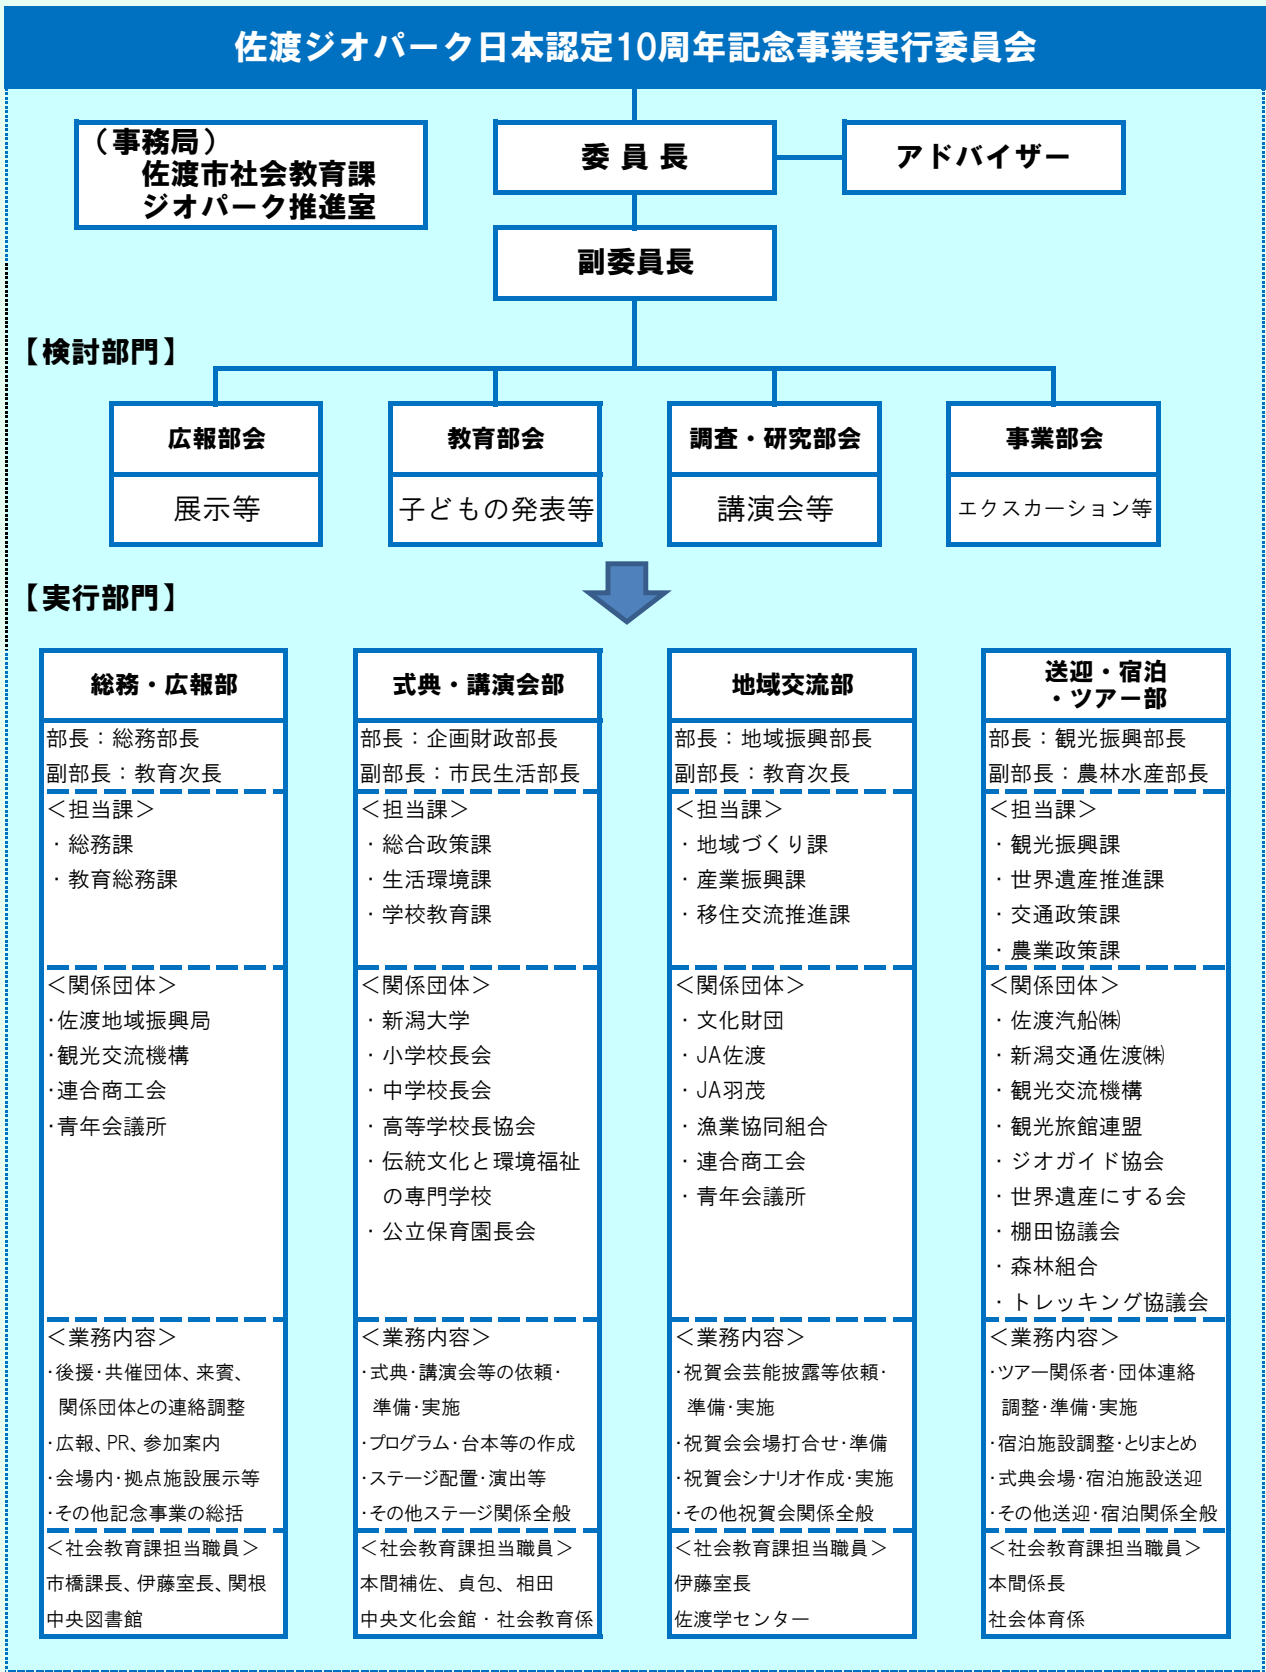 佐渡ジオパーク日本認定10周年記念事業実行委員会
（事務局）
佐渡市社会教育課
ジオパーク推進室
委 員 長
アドバイザー
副委員長
【検討部門】
広報部会
展示等
教育部会
子どもの発表等
調査・研究部会
講演会等
事業部会
エクスカーション等
【実行部門】
総務・広報部
部長：総務部長
副部長：教育次長
＜担当課＞
・総務課
・教育総務課
＜関係団体＞
・佐渡地域振興局
・観光交流機構
・連合商工会
・青年会議所
＜業務内容＞
・後援・共催団体、来賓、
関係団体との連絡調整
・広報、PR、参加案内
・会場内・拠点施設展示等
・その他記念事業の総括
＜社会教育課担当職員＞
市橋課長、伊藤室長、関根
中央図書館
式典・講演会部
部長：企画財政部長
副部長：市民生活部長
＜担当課＞
・総合政策課
・生活環境課
・学校教育課
＜関係団体＞
・新潟大学
・小学校長会
・中学校長会
・高等学校長協会
・伝統文化と環境福祉
の専門学校
・公立保育園長会
＜業務内容＞
・式典・講演会等の依頼・
準備・実施
・プログラム・台本等の作成
・ステージ配置・演出等
・その他ステージ関係全般
＜社会教育課担当職員＞
本間補佐、貞包、相田
中央文化会館・社会教育係
地域交流部
部長：地域振興部長
副部長：教育次長
＜担当課＞
・地域づくり課
・産業振興課
・移住交流推進課
＜関係団体＞
・文化財団
・JA佐渡
・JA羽茂
・漁業協同組合
・連合商工会
・青年会議所
＜業務内容＞
・祝賀会芸能披露等依頼・
準備・実施
・祝賀会会場打合せ・準備
・祝賀会シナリオ作成・実施
・その他祝賀会関係全般
＜社会教育課担当職員＞
伊藤室長
佐渡学センター
送迎・宿泊
・ツアー部
部長：観光振興部長
副部長：農林水産部長
＜担当課＞
・観光振興課
・世界遺産推進課
・交通政策課
・農業政策課
＜関係団体＞
・佐渡汽船㈱
・新潟交通佐渡㈱
・観光交流機構
・観光旅館連盟
・ジオガイド協会
・世界遺産にする会
・棚田協議会
・森林組合
・トレッキング協議会
＜業務内容＞
・ツアー関係者・団体連絡
調整・準備・実施
・宿泊施設調整・とりまとめ
・式典会場・宿泊施設送迎
・その他送迎・宿泊関係全般
＜社会教育課担当職員＞
本間係長
社会体育係